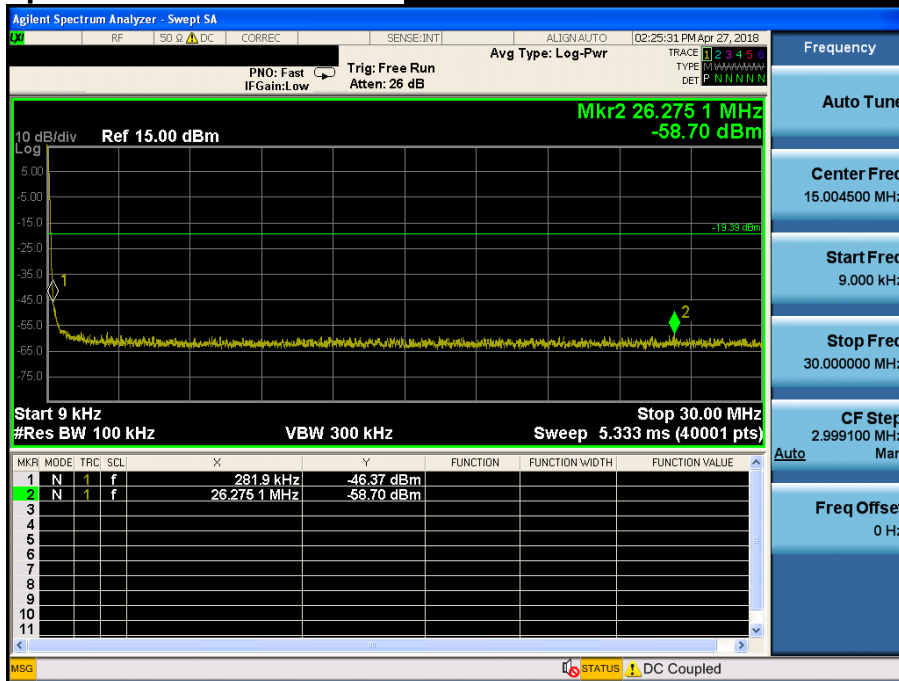 Agilent Spectrum Analyzer - Swept SA
LXI RF 50 Ω DC CORREC SENSE:INT ALIGN AUTO 02:25:31 PM Apr 27, 2018
Avg Type: Log-Pwr TRACE 1 2 3 4 5 6
PNO: Fast Trig: Free Run TYPE M W W W W W
IFGain:Low Atten: 26 dB DET P N N N N N
Mkr2 26.275 1 MHz
-58.70 dBm
10 dB/div Ref 15.00 dBm
Log
5.00
-5.00
-15.0
-19.39 dBm
-25.0
-35.0
1
-45.0
-55.0
2
-65.0
-75.0
Start 9 kHz Stop 30.00 MHz
#Res BW 100 kHz VBW 300 kHz Sweep 5.333 ms (40001 pts)
MKR MODE TRC SCL X Y FUNCTION FUNCTION WIDTH FUNCTION VALUE
1 N 1 f 281.9 kHz -46.37 dBm
2 N 1 f 26.275 1 MHz -58.70 dBm
3
4
5
6
7
8
9
10
11
MSG STATUS DC Coupled
Frequency
Auto Tune
Center Freq
15.004500 MHz
Start Freq
9.000 kHz
Stop Freq
30.000000 MHz
CF Step
2.999100 MHz
Auto Man
Freq Offset
0 Hz